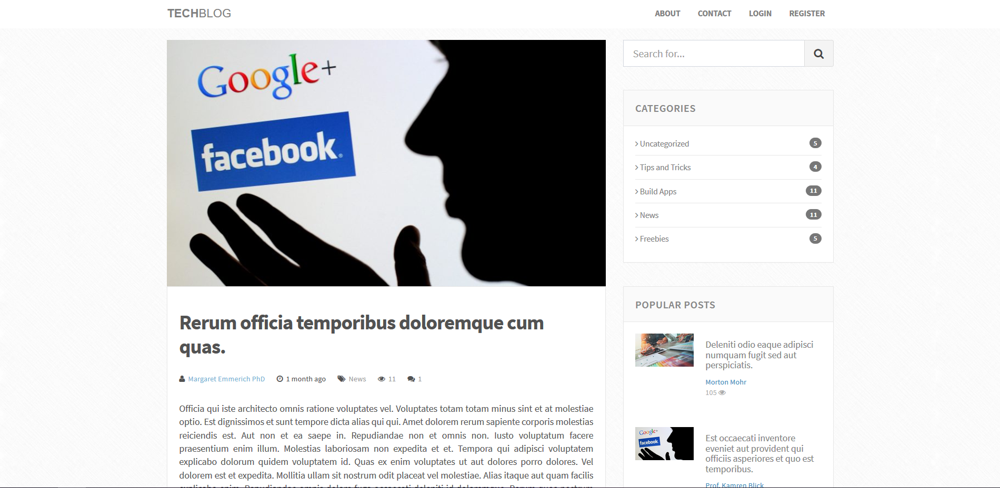 TECHBLOG
ABOUT CONTACT LOGIN REGISTER
Google+
facebook
Rerum officia temporibus doloremque cum
quas.
Margaret Emmerich PhD 1 month ago News 11 1
Officia qui iste architecto omnis ratione voluptates vel. Voluptates totam totam minus sint et at molestiae
optio. Est dignissimos et sunt tempore dicta alias qui qui. Amet dolorem rerum sapiente corporis molestias
reiciendis est. Aut non et ea saepe in. Repudiandae non et omnis non. Iusto voluptatum facere
praesentium enim illum. Molestias laboriosam non expedita et et. Tempora qui adipisci voluptatem
explicabo dolorum quidem voluptatem id. Quas ex enim voluptates ut aut dolores porro dolores. Vel
dolorem est et expedita. Mollitia ullam sit nostrum odit placeat vel molestiae. Alias itaque aut quam facilis
Search for...
CATEGORIES
Uncategorized 5
Tips and Tricks 4
Build Apps 11
News 11
Freebies 5
POPULAR POSTS
Deleniti odio eaque adipisci
numquam fugit sed aut
perspiciatis.
Morton Mohr
105
Google+
facebook
Est occaecati inventore
eveniet aut provident qui
officiis asperiores et quo est
temporibus.
Prof. Kamren Blick